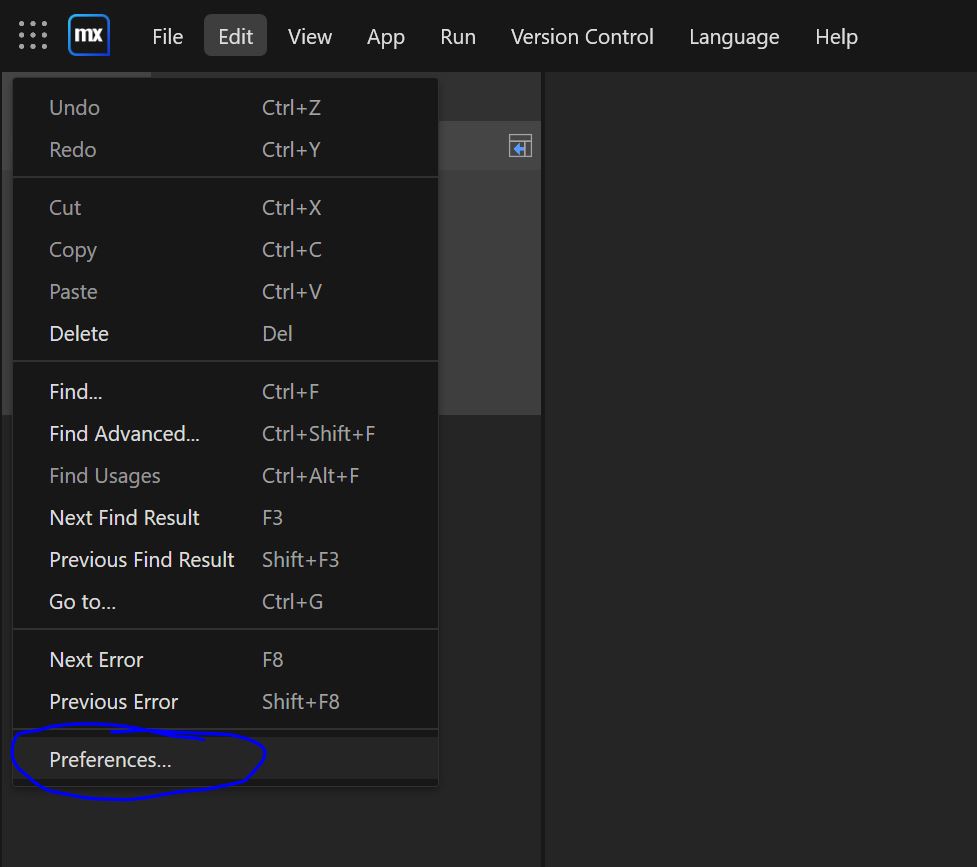 mx File Edit View App Run Version Control Language Help
Undo Ctrl+Z
Redo Ctrl+Y
Cut Ctrl+X
Copy Ctrl+C
Paste Ctrl+V
Delete Del
Find... Ctrl+F
Find Advanced... Ctrl+Shift+F
Find Usages Ctrl+Alt+F
Next Find Result F3
Previous Find Result Shift+F3
Go to... Ctrl+G
Next Error F8
Previous Error Shift+F8
Preferences...